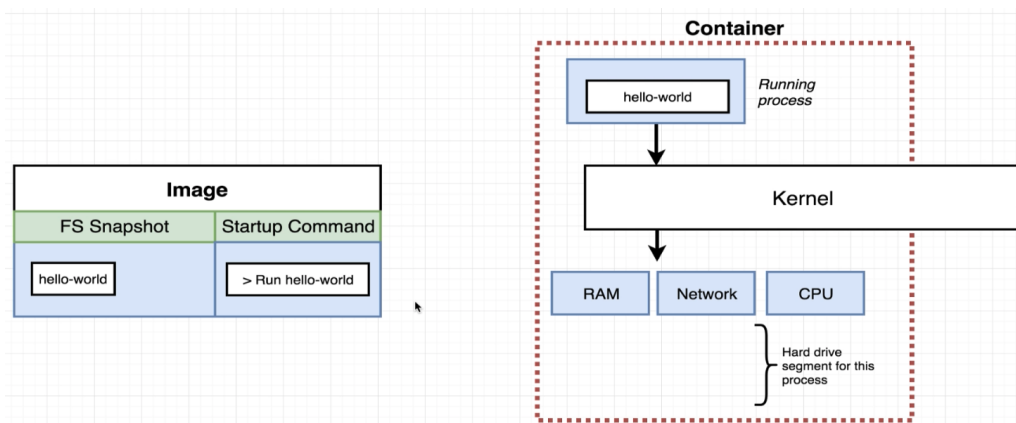 Container
hello-world
Running
process
Kernel
Image
FS Snapshot
Startup Command
hello-world
> Run hello-world
RAM
Network
CPU
Hard drive
segment for this
process